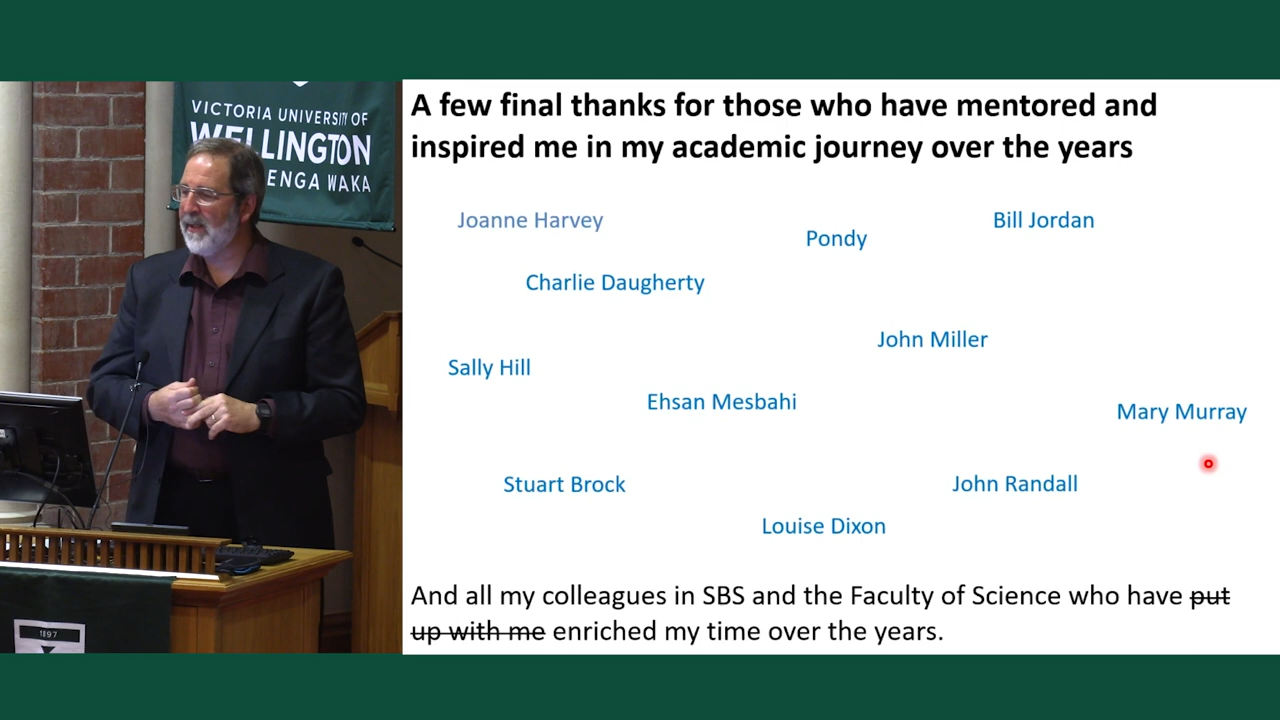 VICTORIA UNIVERSITY OF
WELLINGTON
ENGA WAKA
1897
A few final thanks for those who have mentored and
inspired me in my academic journey over the years
Joanne Harvey
Pondy
Bill Jordan
Charlie Daugherty
John Miller
Sally Hill
Ehsan Mesbahi
Mary Murray
Stuart Brock
John Randall
Louise Dixon
And all my colleagues in SBS and the Faculty of Science who have put
up with me enriched my time over the years.